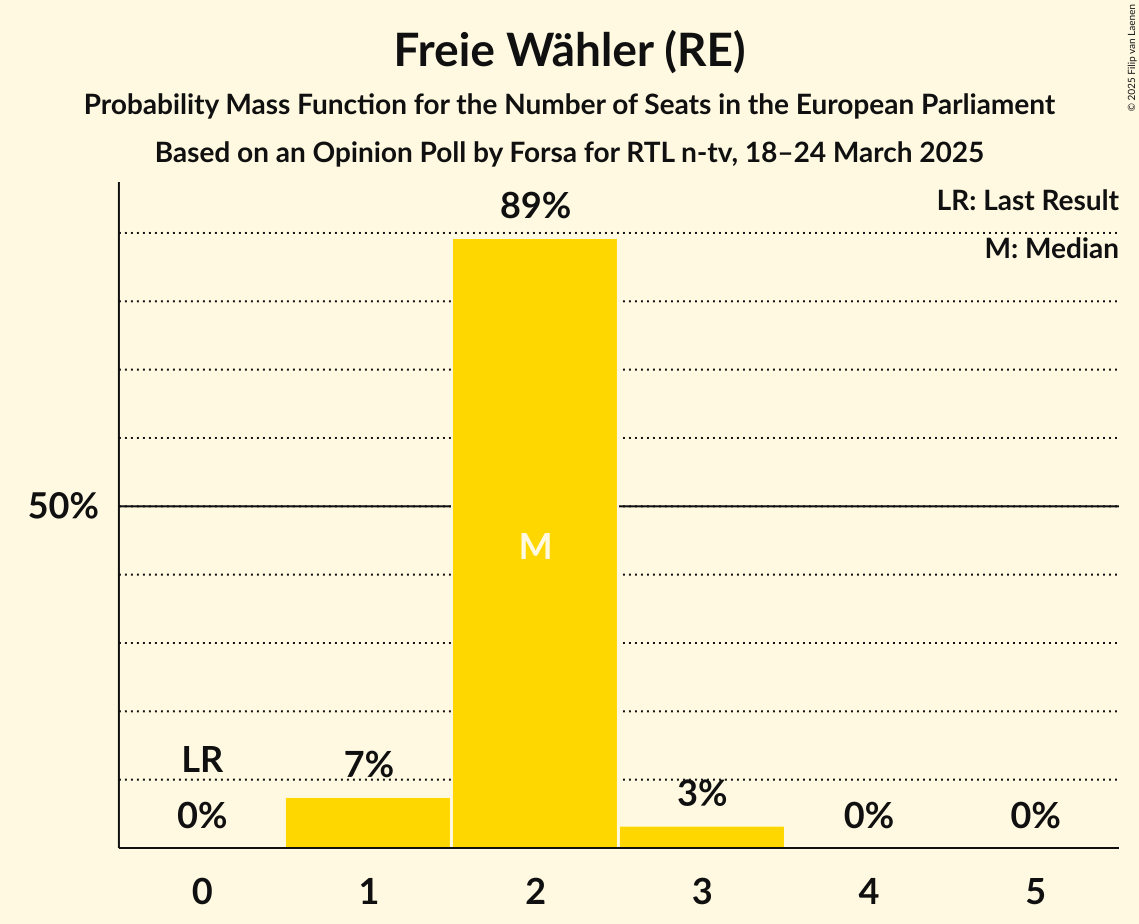 Freie Wähler (RE)
Probability Mass Function for the Number of Seats in the European Parliament
Based on an Opinion Poll by Forsa for RTL n-tv, 18–24 March 2025
© 2025 Filip van Laenen
LR: Last Result
M: Median
89%
50%
M
LR
7%
3%
0%
0%
0%
0
1
2
3
4
5